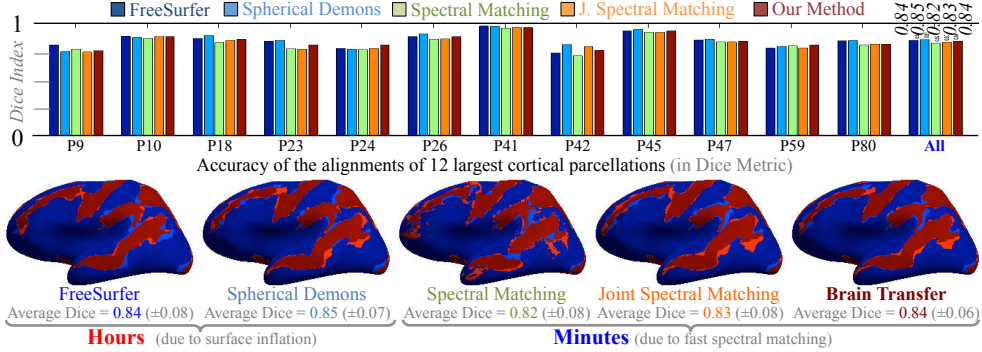 FreeSurfer Spherical Demons Spectral Matching J. Spectral Matching Our Method
0.84 0.85 0.82 0.83 0.84
1
Dice Index
0
P9 P10 P18 P23 P24 P26 P41 P42 P45 P47 P59 P80 All
Accuracy of the alignments of 12 largest cortical parcellations (in Dice Metric)
FreeSurfer Spherical Demons Spectral Matching Joint Spectral Matching Brain Transfer
Average Dice = 0.84 (±0.08) Average Dice = 0.85 (±0.07) Average Dice = 0.82 (±0.08) Average Dice = 0.83 (±0.08) Average Dice = 0.84 (±0.06)
Hours (due to surface inflation) Minutes (due to fast spectral matching)